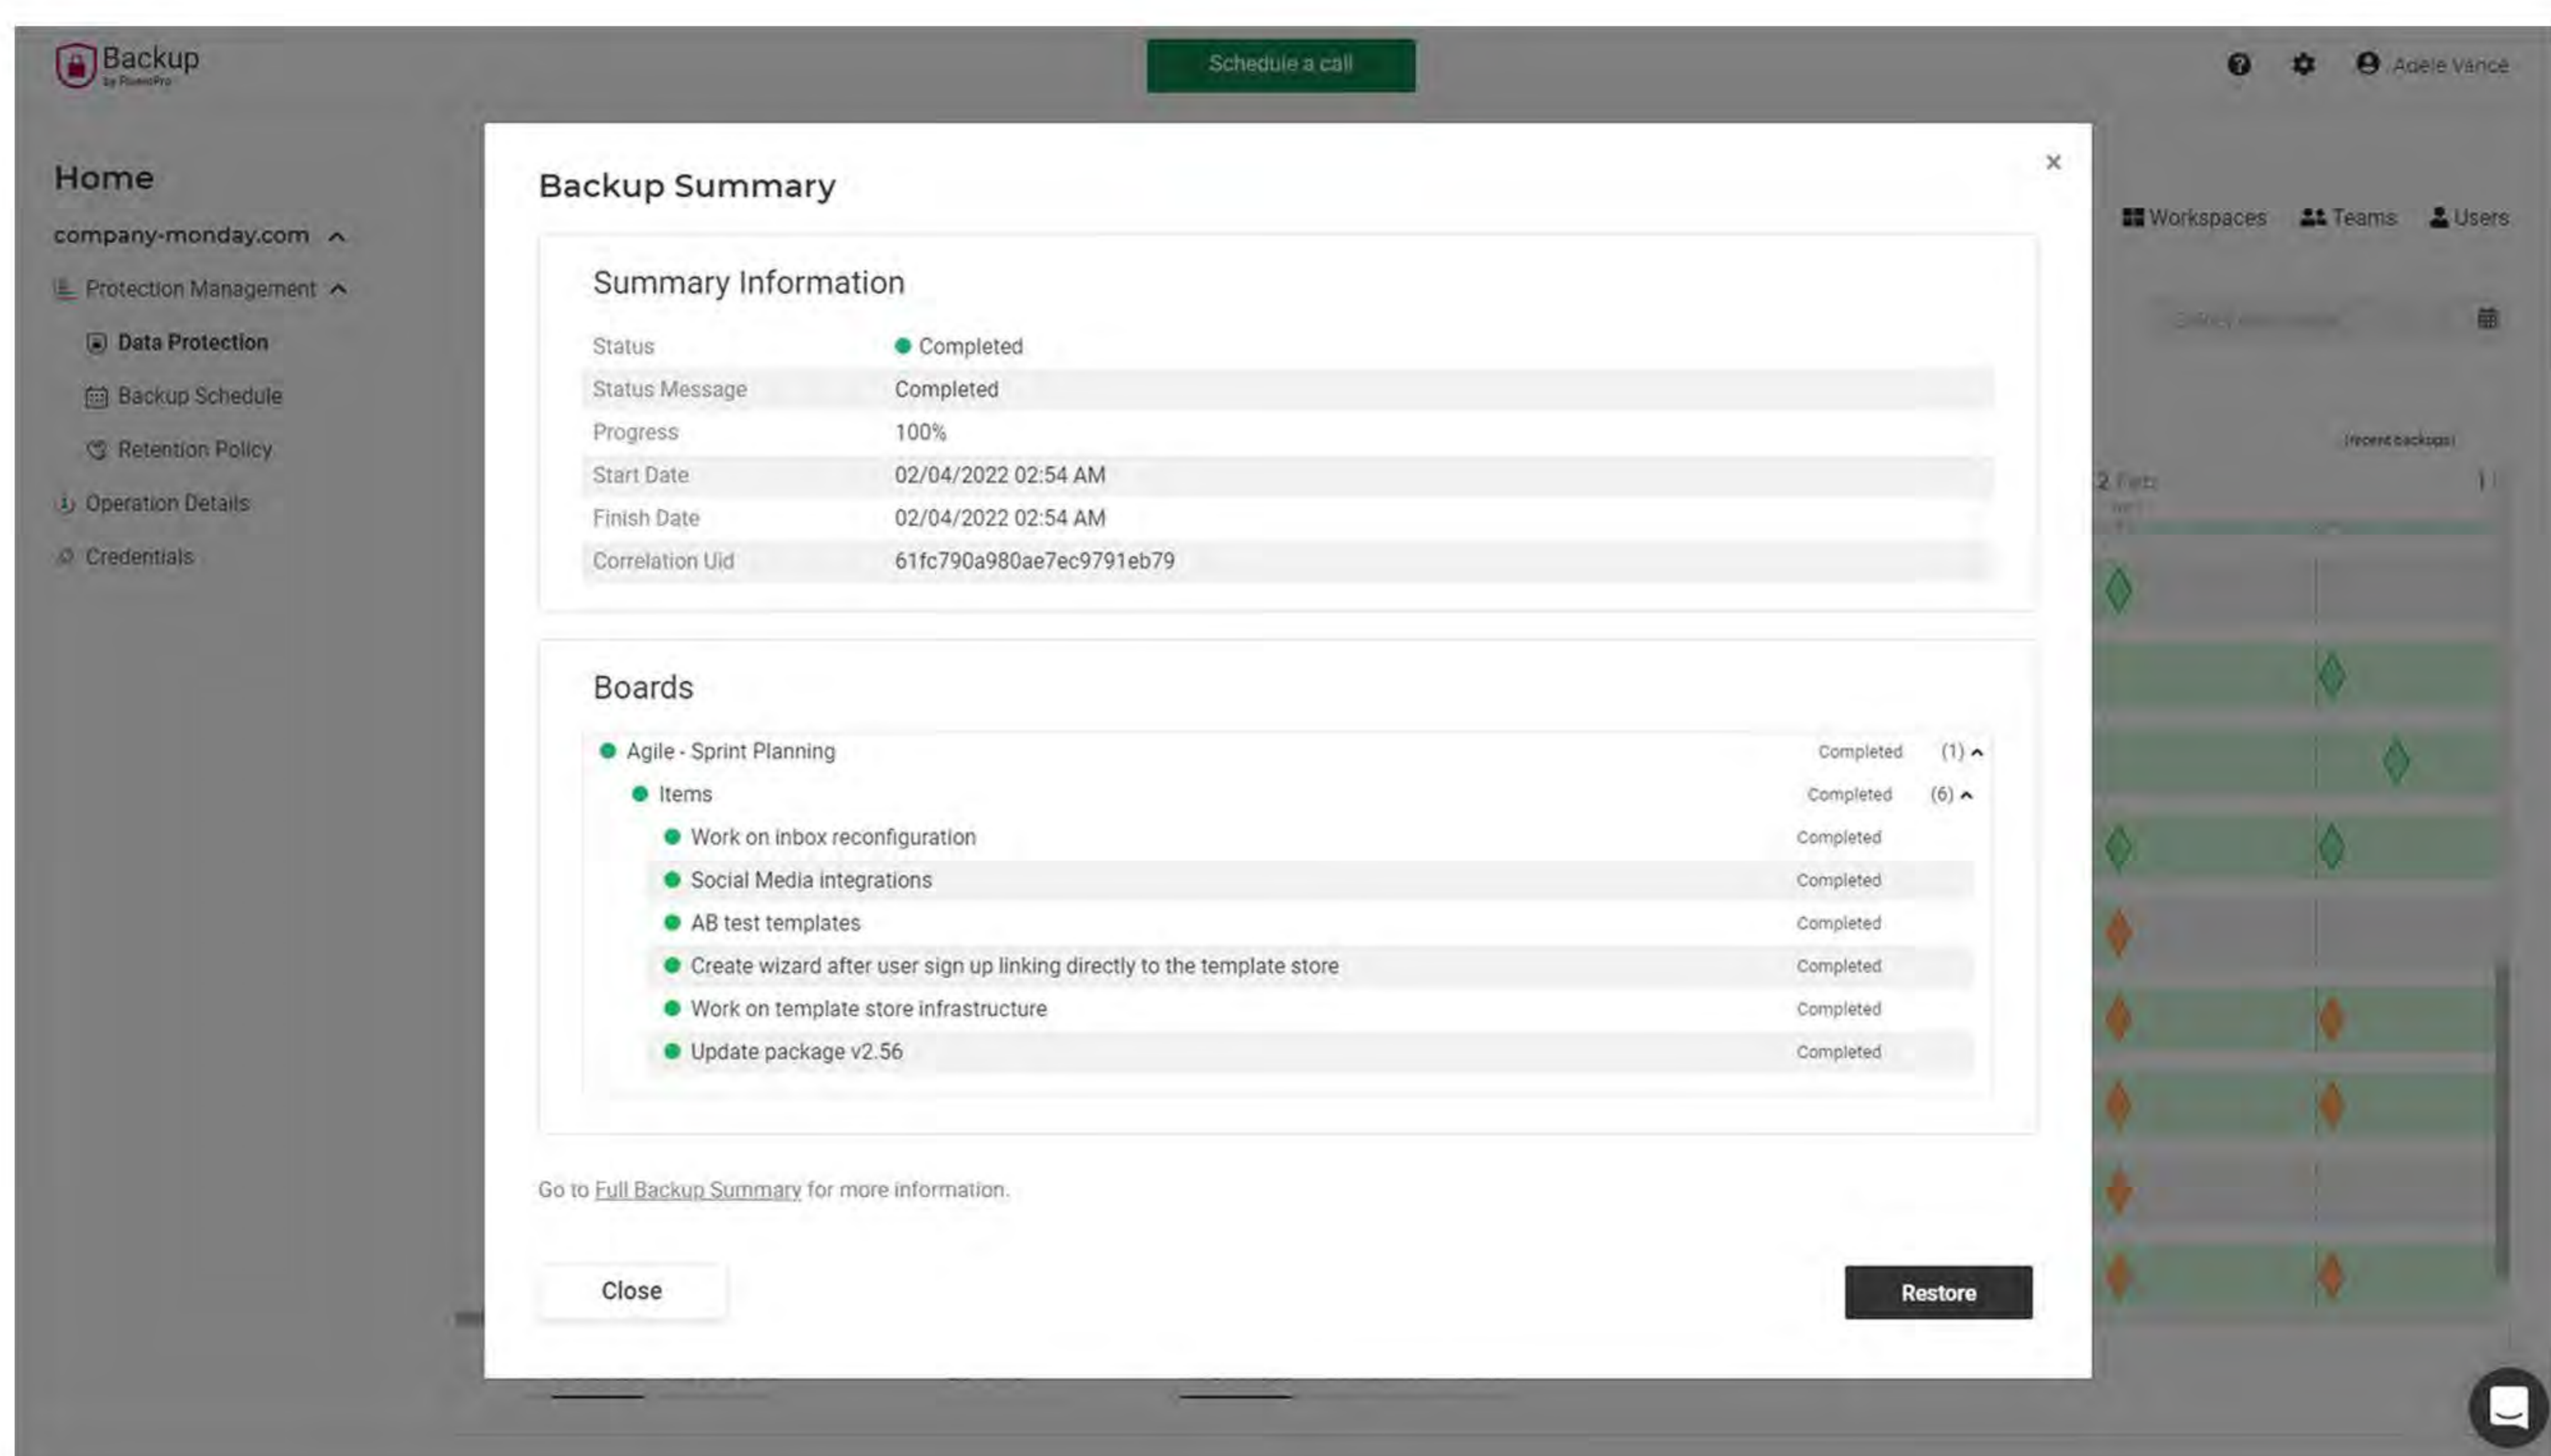 Backup
by FluentPro
Schedule a call
Adele Vance
Home
company-monday.com
Protection Management
Data Protection
Backup Schedule
Retention Policy
Operation Details
Credentials
Workspaces
Teams
Users
(recent backups)
Backup Summary
Summary Information
Status Completed
Status Message Completed
Progress 100%
Start Date 02/04/2022 02:54 AM
Finish Date 02/04/2022 02:54 AM
Correlation Uid 61fc790a980ae7ec9791eb79
Boards
Agile - Sprint Planning Completed (1)
Items Completed (6)
Work on inbox reconfiguration Completed
Social Media integrations Completed
AB test templates Completed
Create wizard after user sign up linking directly to the template store Completed
Work on template store infrastructure Completed
Update package v2.56 Completed
Go to Full Backup Summary for more information.
Close
Restore